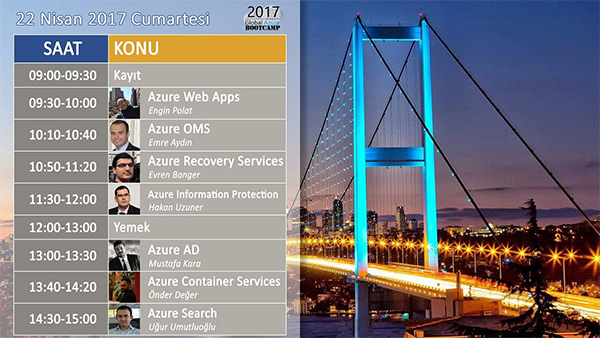 22 Nisan 2017 Cumartesi
2017
Global Azure
BOOTCAMP
SAAT KONU
09:00-09:30 Kayıt
09:30-10:00 Azure Web Apps
Engin Polat
10:10-10:40 Azure OMS
Emre Aydın
10:50-11:20 Azure Recovery Services
Evren Banger
11:30-12:00 Azure Information Protection
Hakan Uzuner
12:00-13:00 Yemek
13:00-13:30 Azure AD
Mustafa Kara
13:40-14:20 Azure Container Services
Önder Değer
14:30-15:00 Azure Search
Uğur Umutluoğlu